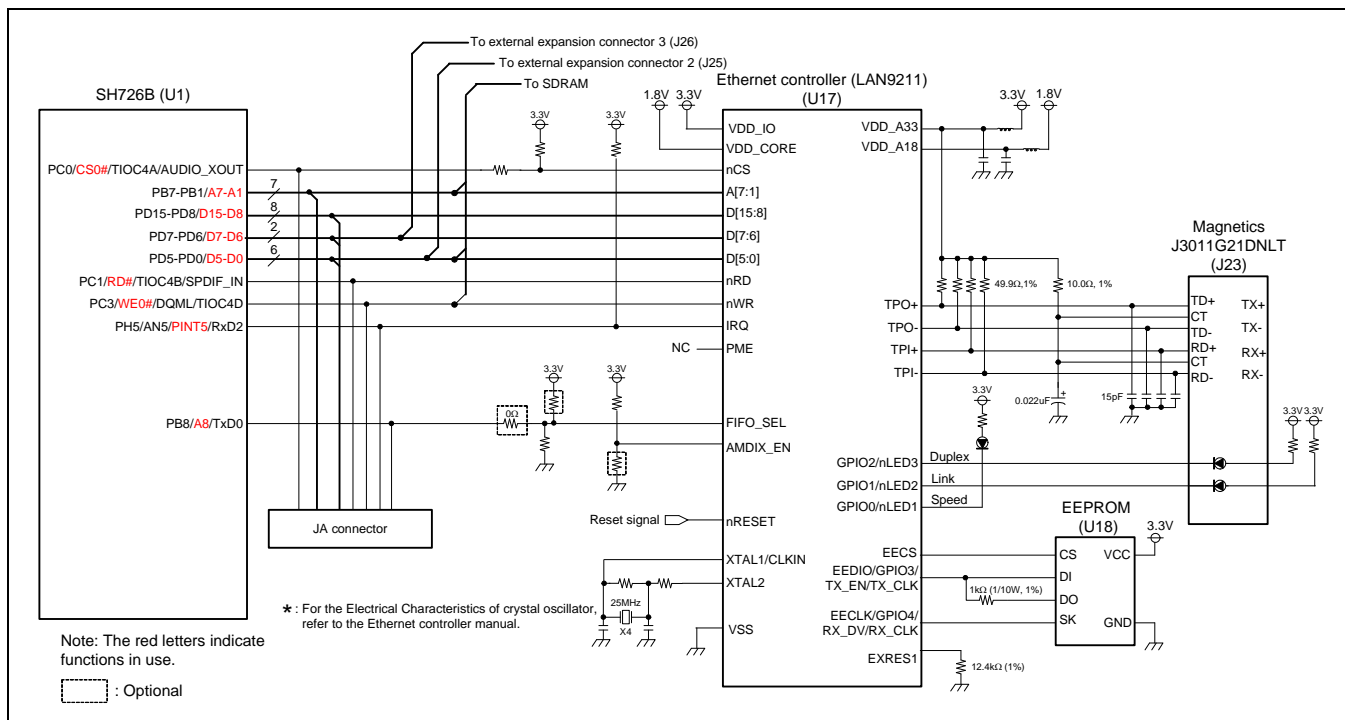 To external expansion connector 3 (J26)
To external expansion connector 2 (J25)
To SDRAM
SH726B (U1)
PC0/CS0#/TIOC4A/AUDIO_XOUT
PB7-PB1/A7-A1
PD15-PD8/D15-D8
PD7-PD6/D7-D6
PD5-PD0/D5-D0
PC1/RD#/TIOC4B/SPDIF_IN
PC3/WE0#/DQML/TIOC4D
PH5/AN5/PINT5/RxD2
PB8/A8/TxD0
7
8
2
6
3.3V
3.3V
1.8V
3.3V
Ethernet controller (LAN9211)
(U17)
VDD_IO
VDD_CORE
nCS
A[7:1]
D[15:8]
D[7:6]
D[5:0]
nRD
nWR
IRQ
NC
PME
3.3V
3.3V
0Ω
FIFO_SEL
AMDIX_EN
Reset signal
nRESET
XTAL1/CLKIN
XTAL2
VSS
25MHz
X4
JA connector
* : For the Electrical Characteristics of crystal oscillator,
refer to the Ethernet controller manual.
Note: The red letters indicate
functions in use.
: Optional
VDD_A33
VDD_A18
3.3V
1.8V
TPO+
TPO-
TPI+
TPI-
49.9Ω,1%
10.0Ω, 1%
0.022uF
+
15pF
3.3V
Magnetics
J3011G21DNLT
(J23)
TD+
CT
TD-
RD+
CT
RD-
TX+
TX-
RX+
RX-
3.3V
3.3V
GPIO2/nLED3
Duplex
GPIO1/nLED2
Link
GPIO0/nLED1
Speed
EEPROM
(U18)
3.3V
EECS
EEDIO/GPIO3/
TX_EN/TX_CLK
EECLK/GPIO4/
RX_DV/RX_CLK
EXRES1
1kΩ (1/10W, 1%)
12.4kΩ (1%)
CS
DI
DO
SK
VCC
GND